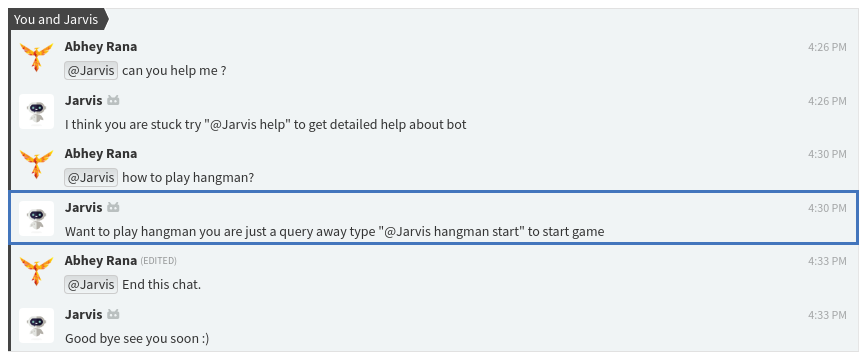 You and Jarvis
Abhey Rana 4:26 PM
@Jarvis can you help me ?
Jarvis 4:26 PM
I think you are stuck try "@Jarvis help" to get detailed help about bot
Abhey Rana 4:30 PM
@Jarvis how to play hangman?
Jarvis 4:30 PM
Want to play hangman you are just a query away type "@Jarvis hangman start" to start game
Abhey Rana (EDITED) 4:33 PM
@Jarvis End this chat.
Jarvis 4:33 PM
Good bye see you soon :)